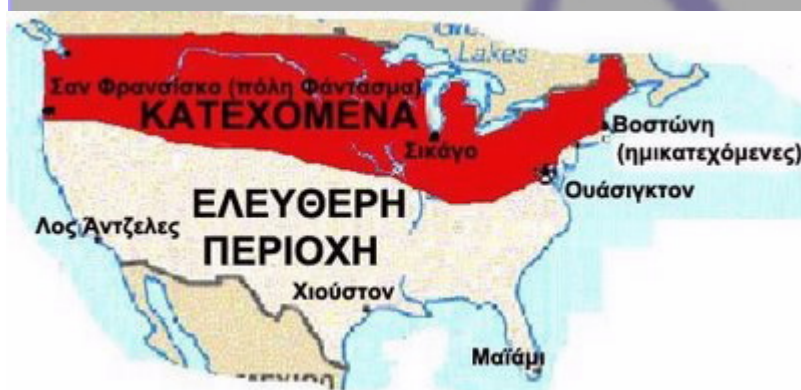 Lakes
Σαν Φρανσίσκο (πόλη Φάντασμα)
ΚΑΤΕΧΟΜΕΝΑ
Σικάγο
Βοστώνη
(ημικατεχόμενες)
Ουάσιγκτον
ΕΛΕΥΘΕΡΗ
ΠΕΡΙΟΧΗ
Λος Άντζελες
Χιούστον
Μαϊάμι